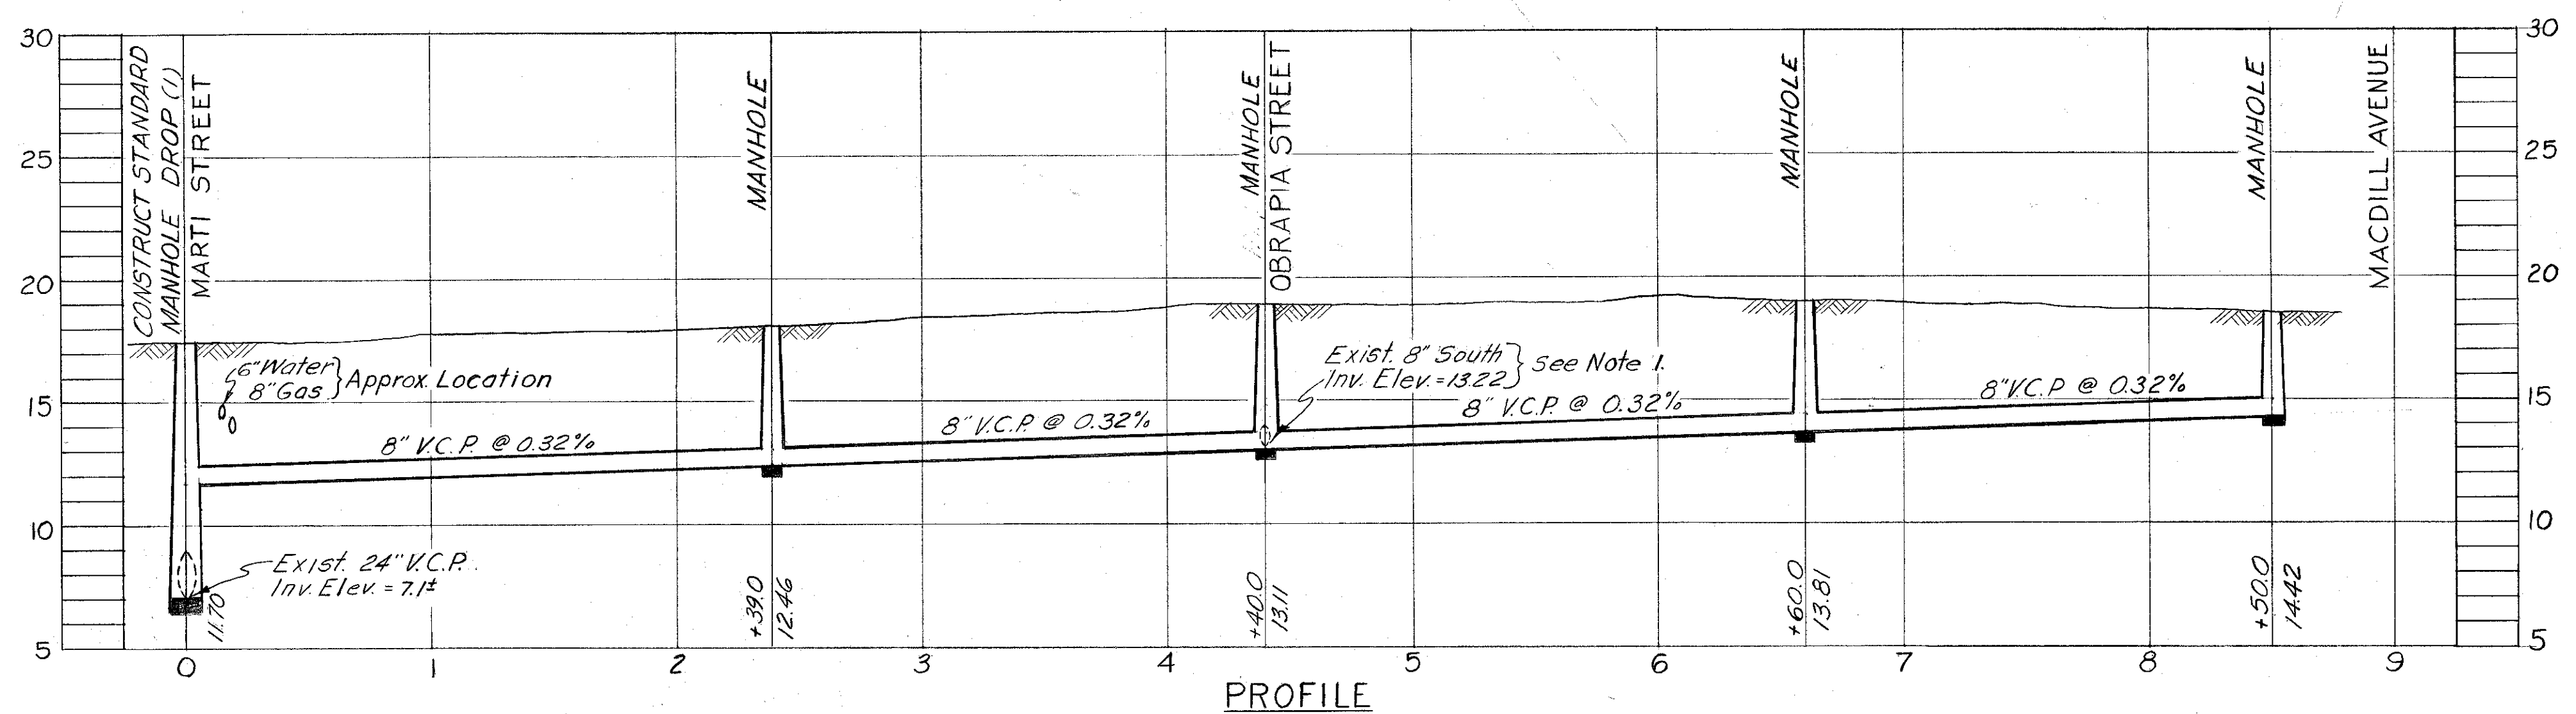 30
25
20
15
10
5
CONSTRUCT STANDARD
MANHOLE DROP (1)
MARTI STREET
MANHOLE
MANHOLE
OBRAPIA STREET
MANHOLE
MANHOLE
MACDILL AVENUE
30
25
20
15
10
5
6" Water
8" Gas } Approx. Location
Exist. 8" South
Inv. Elev. = 13.22 } See Note 1.
8" V.C.P. @ 0.32%
8" V.C.P. @ 0.32%
8" V.C.P. @ 0.32%
8" V.C.P. @ 0.32%
Exist. 24" V.C.P.
Inv. Elev. = 7.1±
11.70
+39.0
12.46
+40.0
13.11
+60.0
13.81
+50.0
14.42
0 1 2 3 4 5 6 7 8 9
PROFILE